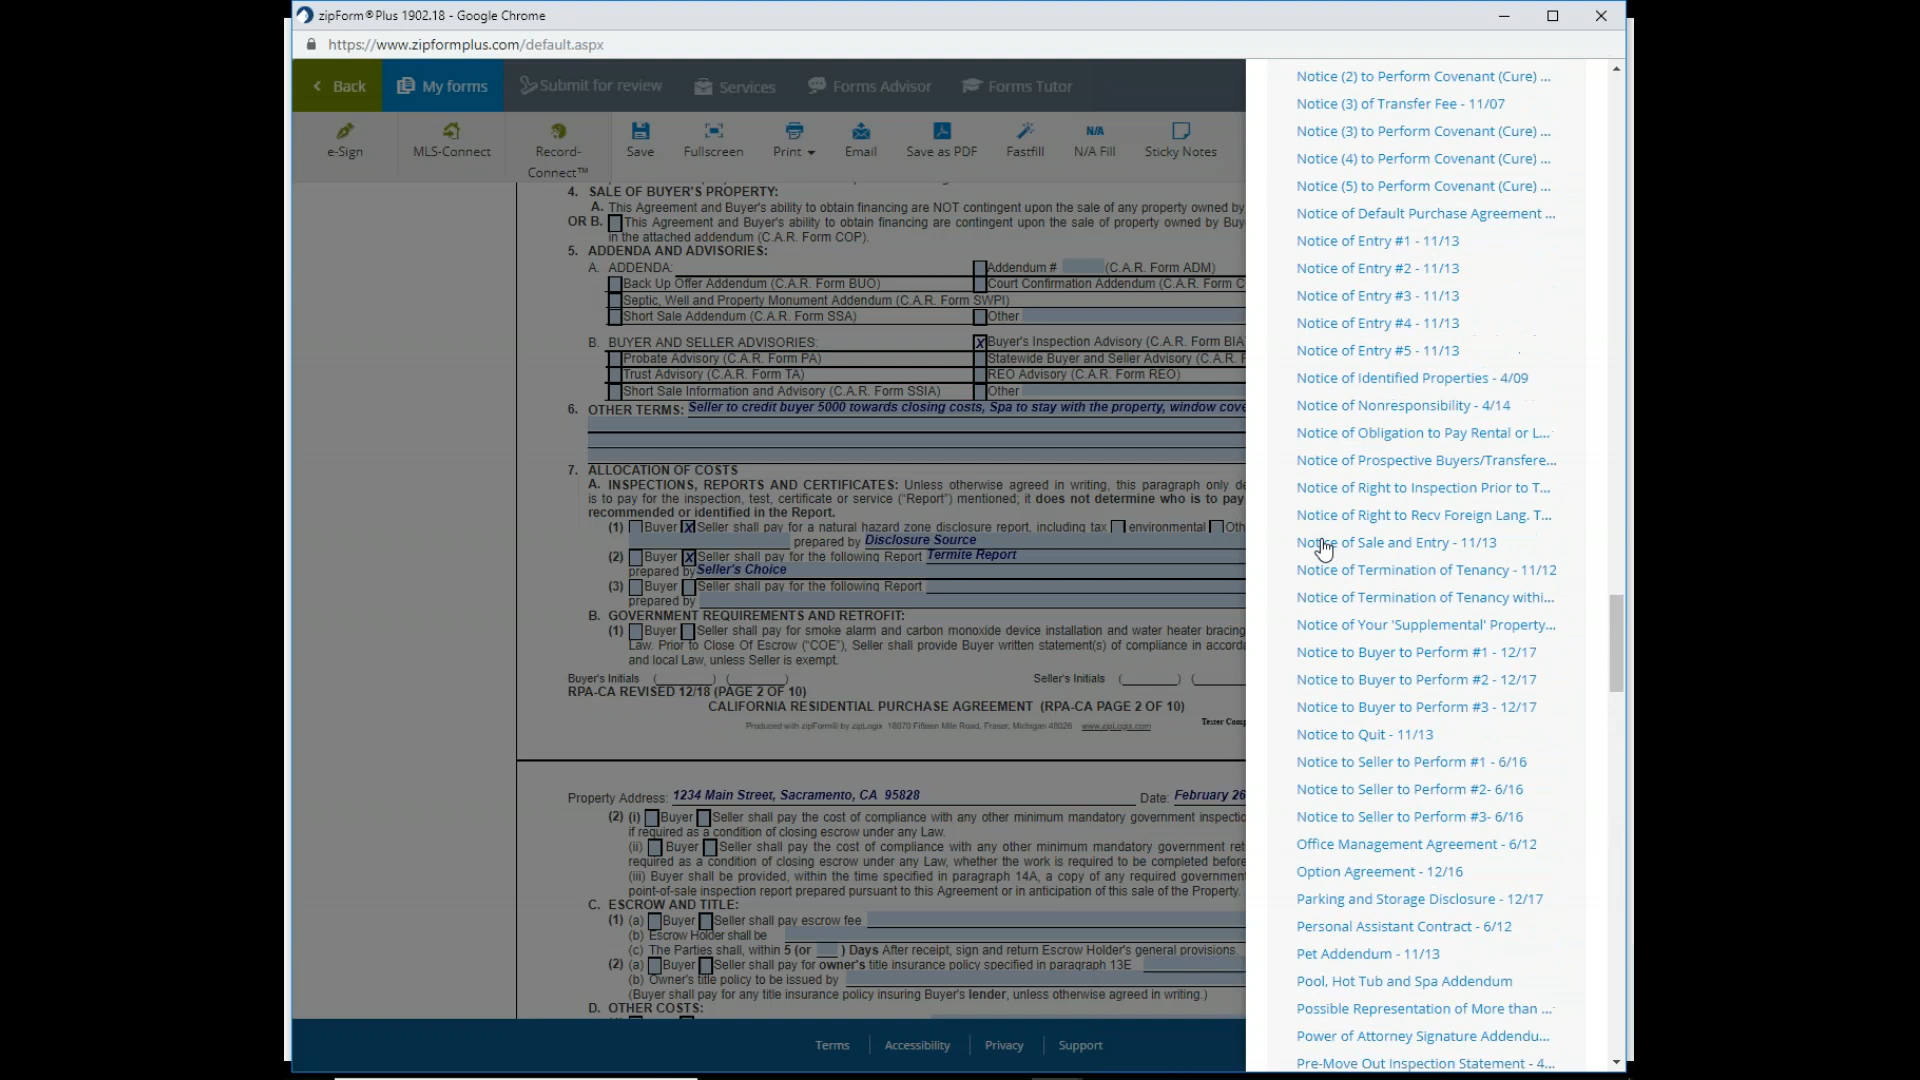 zipForm®Plus 1902.18 - Google Chrome
https://www.zipformplus.com/default.aspx
Back
My forms
Submit for review
Services
Forms Advisor
Forms Tutor
e-Sign
MLS-Connect
Record-
Connect™
Save
Fullscreen
Print
Email
Save as PDF
Fastfill
N/A
N/A Fill
Sticky Notes
4. SALE OF BUYER'S PROPERTY:
A. This Agreement and Buyer's ability to obtain financing are NOT contingent upon the sale of any property owned by
OR B. This Agreement and Buyer's ability to obtain financing are contingent upon the sale of property owned by Buy
in the attached addendum (C.A.R. Form COP).
5. ADDENDA AND ADVISORIES:
A. ADDENDA: Addendum # (C.A.R. Form ADM)
Back Up Offer Addendum (C.A.R. Form BUO) Court Confirmation Addendum (C.A.R. Form C
Septic, Well and Property Monument Addendum (C.A.R. Form SWPI)
Short Sale Addendum (C.A.R. Form SSA) Other
B. BUYER AND SELLER ADVISORIES: X Buyer's Inspection Advisory (C.A.R. Form BIA
Probate Advisory (C.A.R. Form PA) Statewide Buyer and Seller Advisory (C.A.R. F
Trust Advisory (C.A.R. Form TA) REO Advisory (C.A.R. Form REO)
Short Sale Information and Advisory (C.A.R. Form SSIA) Other
6. OTHER TERMS: Seller to credit buyer 5000 towards closing costs, Spa to stay with the property, window cove
7. ALLOCATION OF COSTS
A. INSPECTIONS, REPORTS AND CERTIFICATES: Unless otherwise agreed in writing, this paragraph only de
is to pay for the inspection, test, certificate or service ("Report") mentioned; it does not determine who is to pay
recommended or identified in the Report.
(1) Buyer X Seller shall pay for a natural hazard zone disclosure report, including tax environmental Oth
prepared by Disclosure Source
(2) Buyer X Seller shall pay for the following Report Termite Report
prepared by Seller's Choice
(3) Buyer Seller shall pay for the following Report
prepared by
B. GOVERNMENT REQUIREMENTS AND RETROFIT:
(1) Buyer Seller shall pay for smoke alarm and carbon monoxide device installation and water heater bracing
Law. Prior to Close Of Escrow ("COE"), Seller shall provide Buyer written statement(s) of compliance in accorda
and local Law, unless Seller is exempt.
Buyer's Initials ( ) ( ) Seller's Initials ( ) (
RPA-CA REVISED 12/18 (PAGE 2 OF 10)
CALIFORNIA RESIDENTIAL PURCHASE AGREEMENT (RPA-CA PAGE 2 OF 10)
Produced with zipForm® by zipLogix 18070 Fifteen Mile Road, Fraser, Michigan 48026 www.zipLogix.com Tester Comp
Property Address: 1234 Main Street, Sacramento, CA 95828 Date: February 26
(2) (i) Buyer Seller shall pay the cost of compliance with any other minimum mandatory government inspectio
if required as a condition of closing escrow under any Law.
(ii) Buyer Seller shall pay the cost of compliance with any other minimum mandatory government ret
required as a condition of closing escrow under any Law, whether the work is required to be completed before
(iii) Buyer shall be provided, within the time specified in paragraph 14A, a copy of any required government
point-of-sale inspection report prepared pursuant to this Agreement or in anticipation of this sale of the Property.
C. ESCROW AND TITLE:
(1) (a) Buyer Seller shall pay escrow fee
(b) Escrow Holder shall be
(c) The Parties shall, within 5 (or ) Days After receipt, sign and return Escrow Holder's general provisions.
(2) (a) Buyer Seller shall pay for owner's title insurance policy specified in paragraph 13E
(b) Owner's title policy to be issued by
(Buyer shall pay for any title insurance policy insuring Buyer's lender, unless otherwise agreed in writing.)
D. OTHER COSTS:
Terms
Accessibility
Privacy
Support
Notice (2) to Perform Covenant (Cure) ...
Notice (3) of Transfer Fee - 11/07
Notice (3) to Perform Covenant (Cure) ...
Notice (4) to Perform Covenant (Cure) ...
Notice (5) to Perform Covenant (Cure) ...
Notice of Default Purchase Agreement ...
Notice of Entry #1 - 11/13
Notice of Entry #2 - 11/13
Notice of Entry #3 - 11/13
Notice of Entry #4 - 11/13
Notice of Entry #5 - 11/13
Notice of Identified Properties - 4/09
Notice of Nonresponsibility - 4/14
Notice of Obligation to Pay Rental or L...
Notice of Prospective Buyers/Transfere...
Notice of Right to Inspection Prior to T...
Notice of Right to Recv Foreign Lang. T...
Notice of Sale and Entry - 11/13
Notice of Termination of Tenancy - 11/12
Notice of Termination of Tenancy withi...
Notice of Your 'Supplemental' Property...
Notice to Buyer to Perform #1 - 12/17
Notice to Buyer to Perform #2 - 12/17
Notice to Buyer to Perform #3 - 12/17
Notice to Quit - 11/13
Notice to Seller to Perform #1 - 6/16
Notice to Seller to Perform #2- 6/16
Notice to Seller to Perform #3- 6/16
Office Management Agreement - 6/12
Option Agreement - 12/16
Parking and Storage Disclosure - 12/17
Personal Assistant Contract - 6/12
Pet Addendum - 11/13
Pool, Hot Tub and Spa Addendum
Possible Representation of More than ...
Power of Attorney Signature Addendu...
Pre-Move Out Inspection Statement - 4...